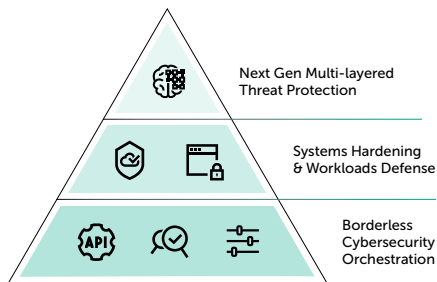 Next Gen Multi-layered
Threat Protection
Systems Hardening
& Workloads Defense
API
Borderless
Cybersecurity
Orchestration